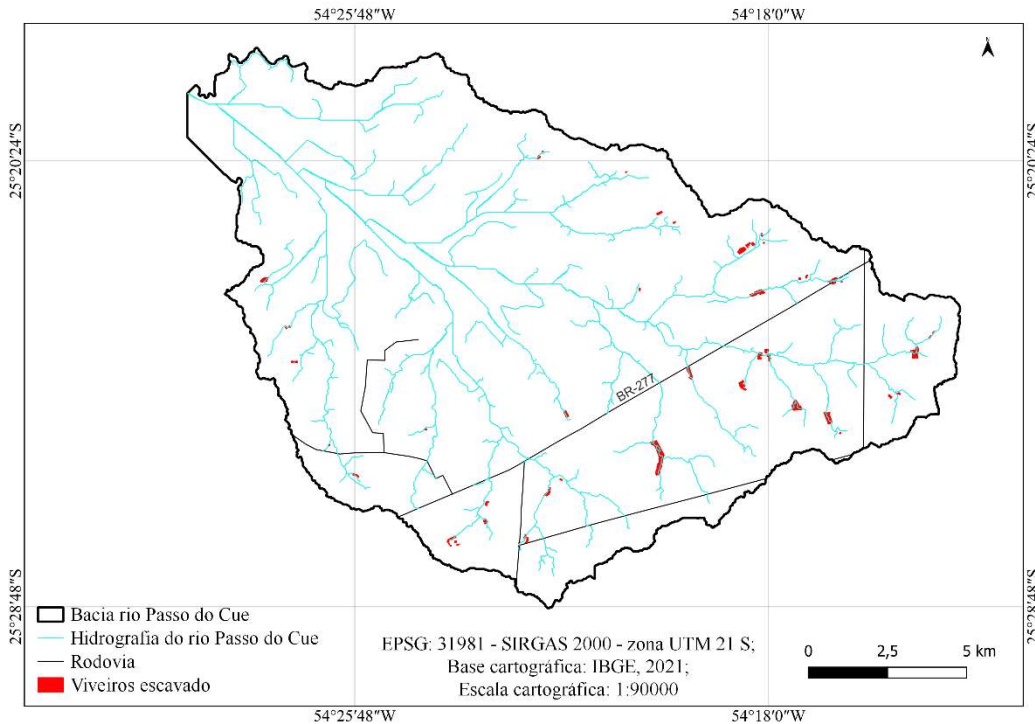 54°25'48"W 54°18'0"W
25°20'24"S 25°20'24"S
BR-277
25°28'48"S 25°28'48"S
Bacia rio Passo do Cue
Hidrografia do rio Passo do Cue
Rodovia
Viveiros escavado
EPSG: 31981 - SIRGAS 2000 - zona UTM 21 S;
Base cartográfica: IBGE, 2021;
Escala cartográfica: 1:90000
0 2,5 5 km
54°25'48"W 54°18'0"W